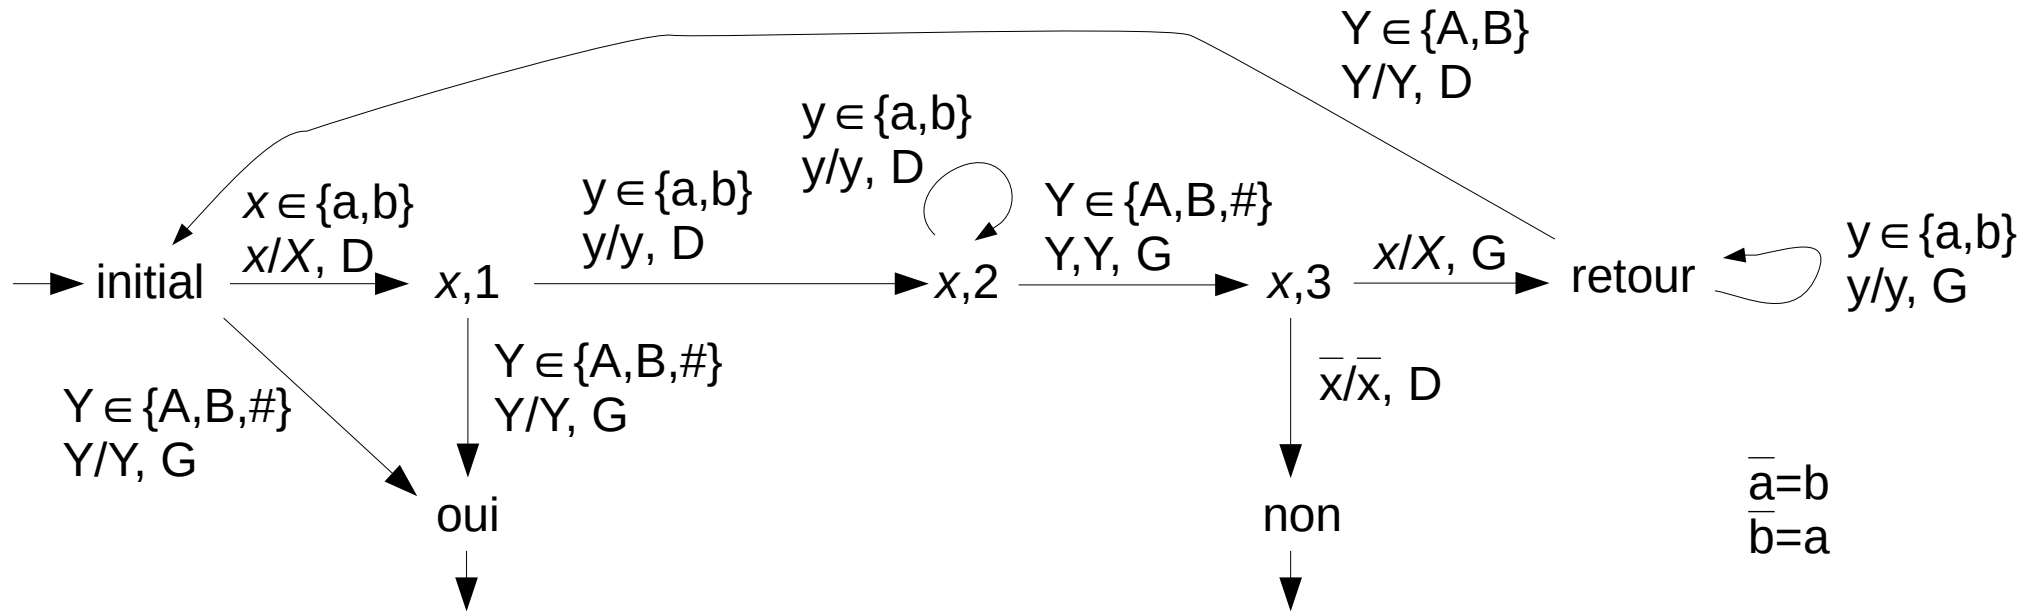 Y ∈ {A,B}
Y/Y, D
y ∈ {a,b}
y/y, D
x ∈ {a,b}
x/X, D
y ∈ {a,b}
y/y, D
Y ∈ {A,B,#}
Y,Y, G
x/X, G
y ∈ {a,b}
y/y, G
initial
x,1
x,2
x,3
retour
Y ∈ {A,B,#}
Y/Y, G
Y ∈ {A,B,#}
Y/Y, G
x̅/x̅, D
oui
non
a̅=b
b̅=a